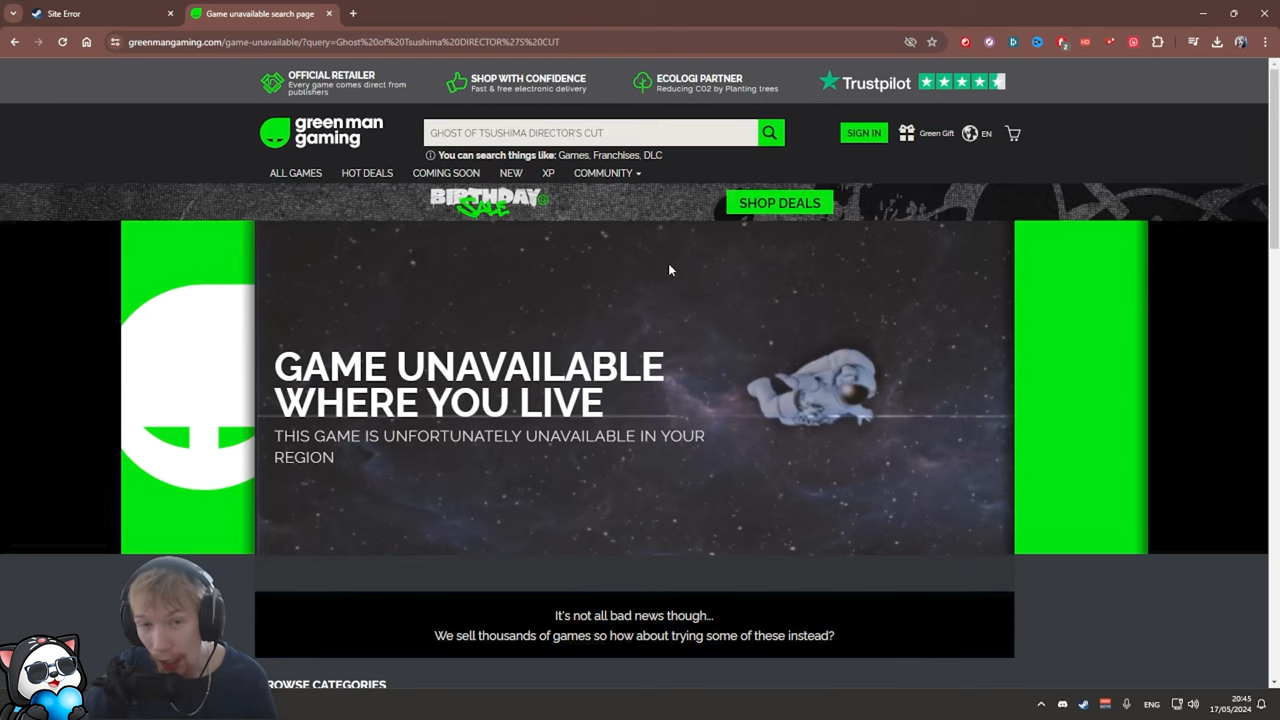 Site Error
Game unavailable search page
greenmangaming.com/game-unavailable/?query=Ghost%20of%20Tsushima%20DIRECTOR%27S%20CUT
OFFICIAL RETAILER
Every game comes direct from
publishers
SHOP WITH CONFIDENCE
Fast & free electronic delivery
ECOLOGI PARTNER
Reducing CO2 by Planting trees
Trustpilot
green man
gaming
GHOST OF TSUSHIMA DIRECTOR'S CUT
SIGN IN
Green Gift
EN
You can search things like: Games, Franchises, DLC
ALL GAMES
HOT DEALS
COMING SOON
NEW
XP
COMMUNITY
BIRTHDAY
SALE
SHOP DEALS
GAME UNAVAILABLE
WHERE YOU LIVE
THIS GAME IS UNFORTUNATELY UNAVAILABLE IN YOUR
REGION
It's not all bad news though...
We sell thousands of games so how about trying some of these instead?
ROWSE CATEGORIES
ENG
20:45
17/05/2024